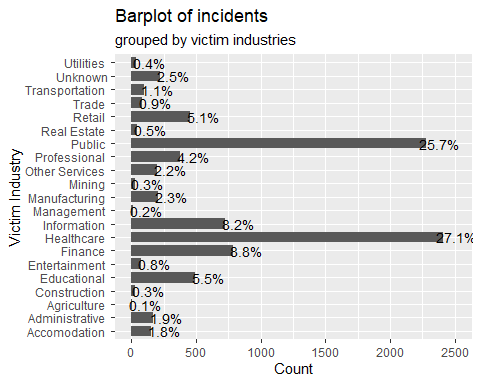 Barplot of incidents
grouped by victim industries
Victim Industry
Utilities 0.4%
Unknown 2.5%
Transportation 1.1%
Trade 0.9%
Retail 5.1%
Real Estate 0.5%
Public 25.7%
Professional 4.2%
Other Services 2.2%
Mining 0.3%
Manufacturing 2.3%
Management 0.2%
Information 8.2%
Healthcare 27.1%
Finance 8.8%
Entertainment 0.8%
Educational 5.5%
Construction 0.3%
Agriculture 0.1%
Administrative 1.9%
Accomodation 1.8%
0 500 1000 1500 2000 2500
Count